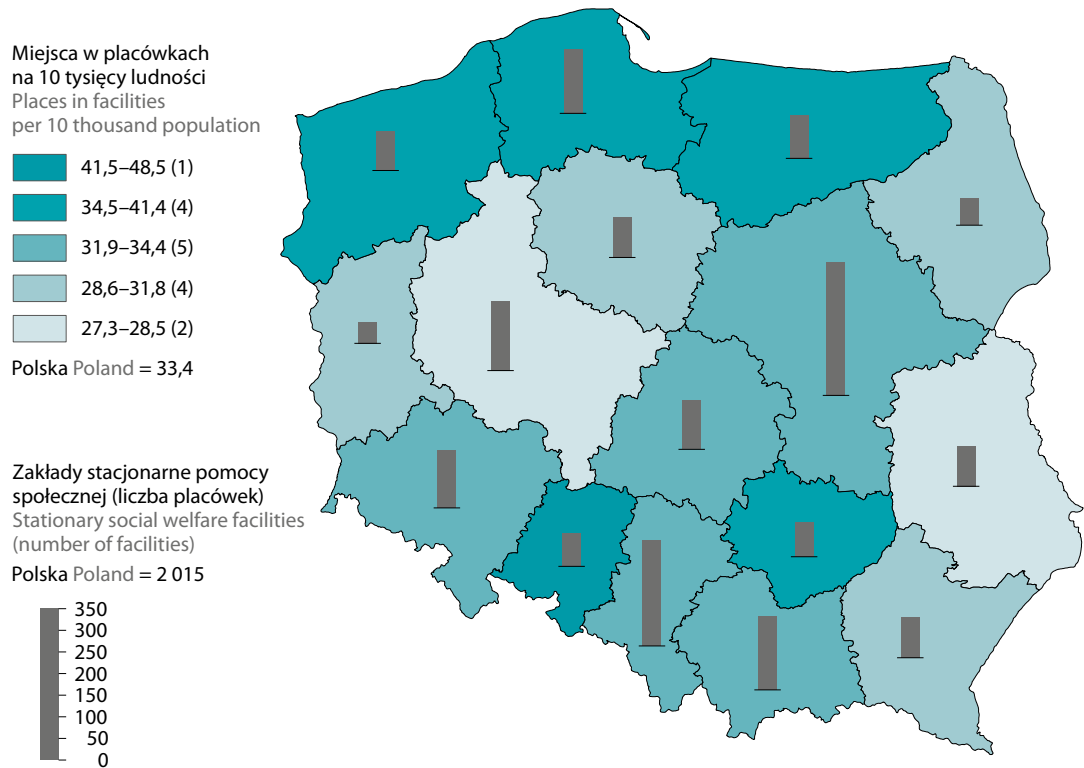 Miejsca w placówkach
na 10 tysięcy ludności
Places in facilities
per 10 thousand population
41,5–48,5 (1)
34,5–41,4 (4)
31,9–34,4 (5)
28,6–31,8 (4)
27,3–28,5 (2)
Polska Poland = 33,4
Zakłady stacjonarne pomocy
społecznej (liczba placówek)
Stationary social welfare facilities
(number of facilities)
Polska Poland = 2 015
350
300
250
200
150
100
50
0